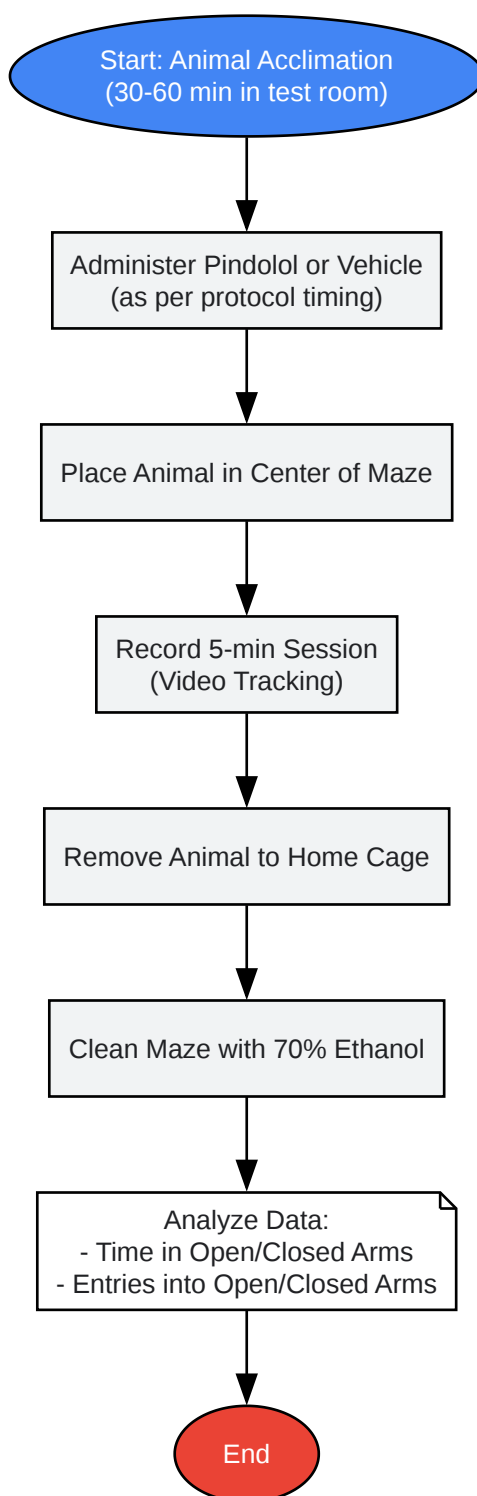 Start: Animal Acclimation
(30-60 min in test room)
Administer Pindolol or Vehicle
(as per protocol timing)
Place Animal in Center of Maze
Record 5-min Session
(Video Tracking)
Remove Animal to Home Cage
Clean Maze with 70% Ethanol
Analyze Data:
- Time in Open/Closed Arms
- Entries into Open/Closed Arms
End